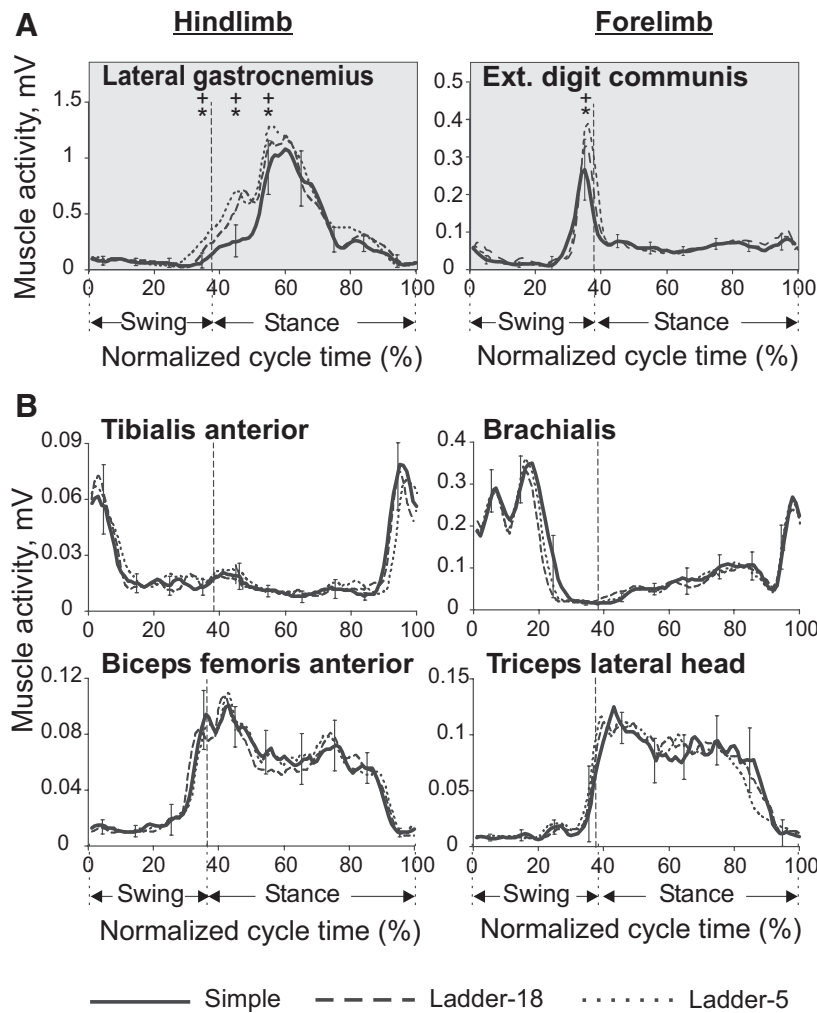 A
Hindlimb
Forelimb
Lateral gastrocnemius
+ + +
* * *
Muscle activity, mV
1.5
1
0.5
0
0 20 40 60 80 100
Swing Stance
Normalized cycle time (%)
Ext. digit communis
+
*
0.5
0.4
0.3
0.2
0.1
0
0 20 40 60 80 100
Swing Stance
Normalized cycle time (%)
B
Tibialis anterior
Muscle activity, mV
0.09
0.06
0.03
0
0 20 40 60 80 100
Brachialis
0.4
0.3
0.2
0.1
0
0 20 40 60 80 100
Biceps femoris anterior
0.12
0.08
0.04
0
0 20 40 60 80 100
Swing Stance
Normalized cycle time (%)
Triceps lateral head
0.15
0.1
0.05
0
0 20 40 60 80 100
Swing Stance
Normalized cycle time (%)
Simple Ladder-18 Ladder-5